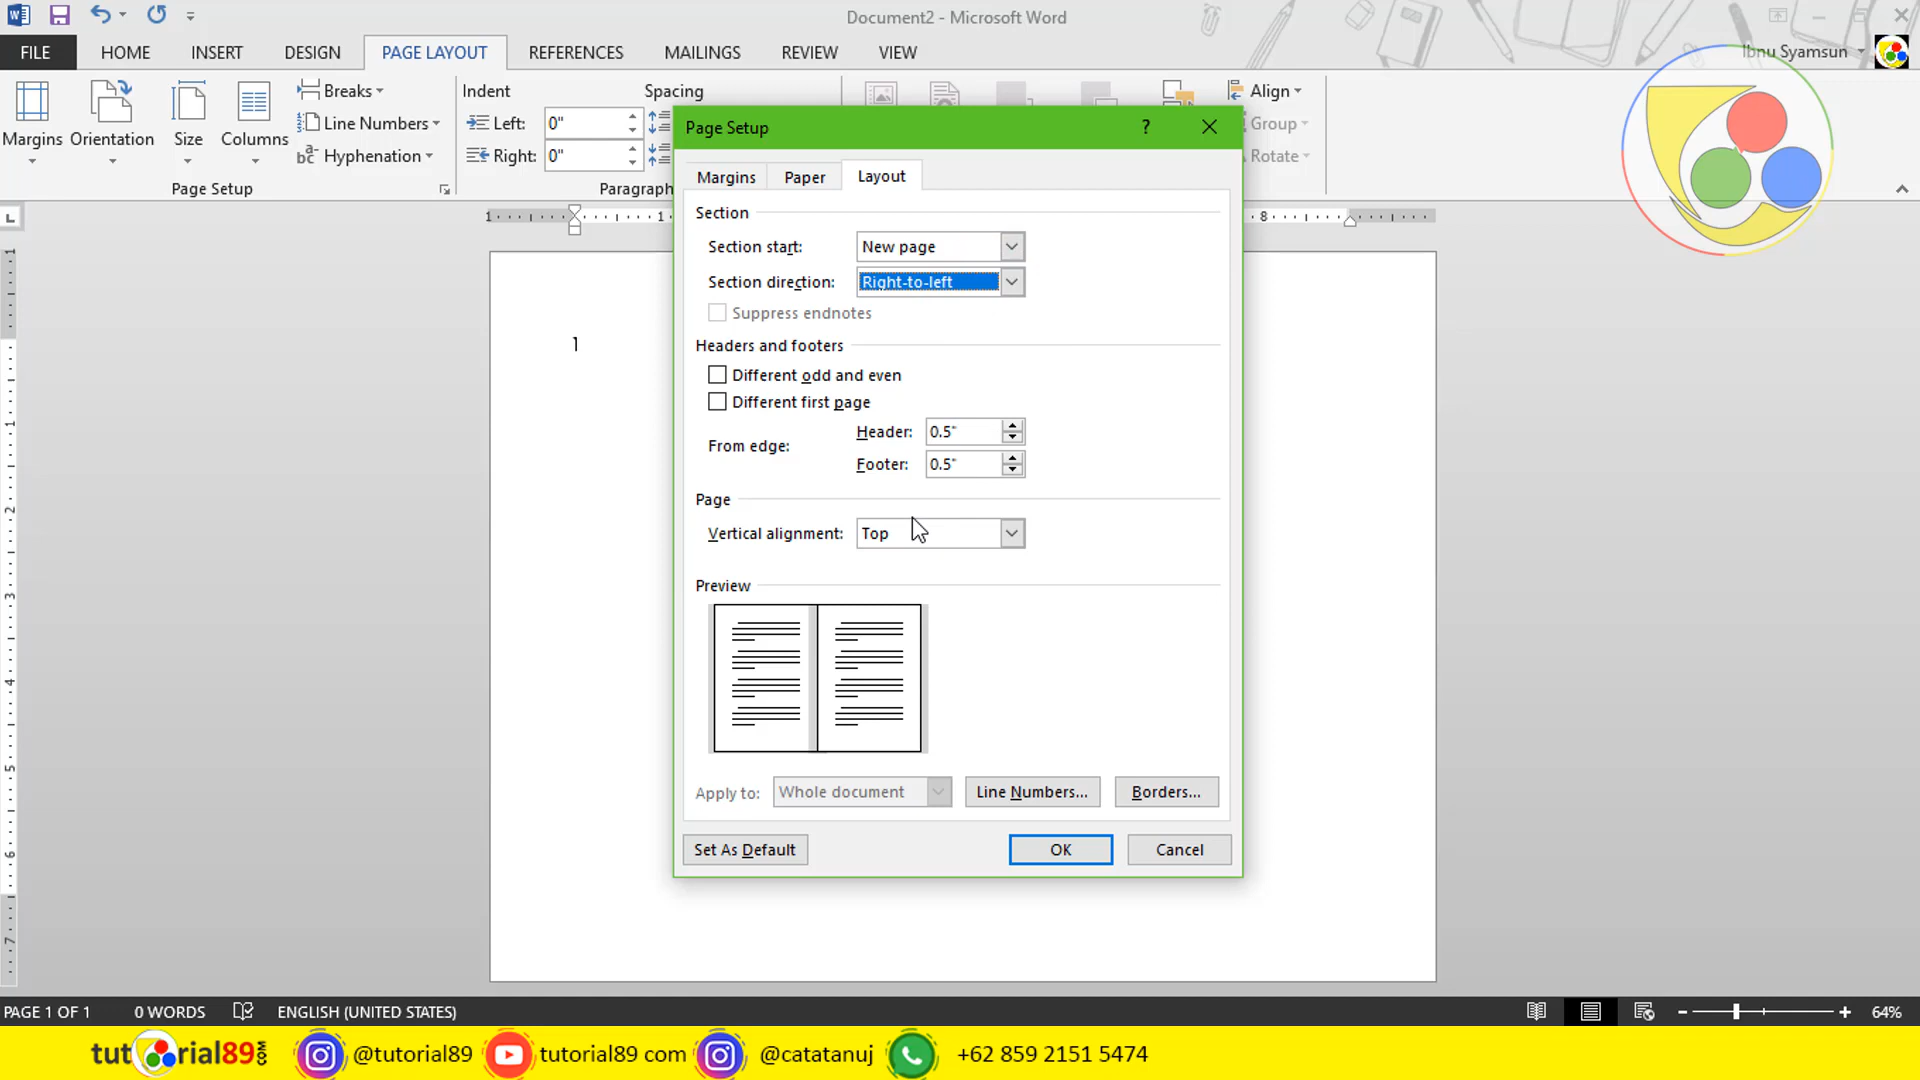 Document2 - Microsoft Word
FILE HOME INSERT DESIGN PAGE LAYOUT REFERENCES MAILINGS REVIEW VIEW Ibnu Syamsun
Margins
Orientation
Size
Columns
Breaks
Line Numbers
Hyphenation
Page Setup
Indent
Left: 0"
Right: 0"
Spacing
Paragraph
Align
Group
Rotate
Page Setup
Margins Paper Layout
Section
Section start: New page
Section direction: Right-to-left
Suppress endnotes
Headers and footers
Different odd and even
Different first page
From edge:
Header: 0.5"
Footer: 0.5"
Page
Vertical alignment: Top
Preview
Apply to: Whole document Line Numbers... Borders...
Set As Default OK Cancel
PAGE 1 OF 1 0 WORDS ENGLISH (UNITED STATES) 64%
tutorial89.com @tutorial89 tutorial89 com @catatanuj +62 859 2151 5474